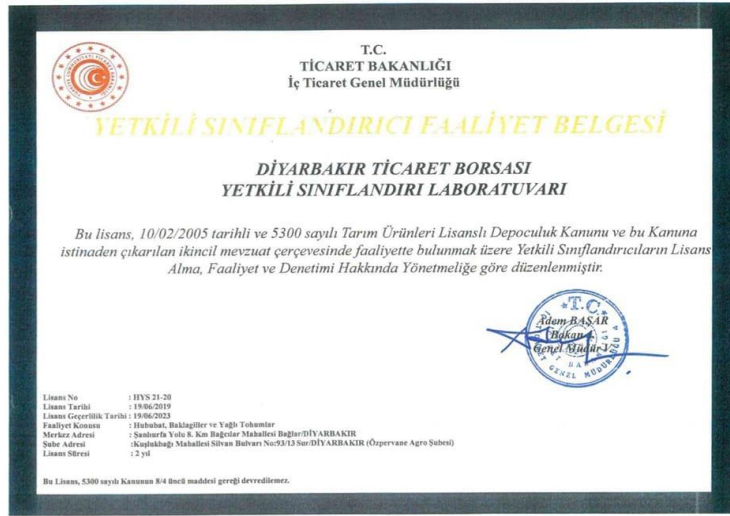 T.C.
TİCARET BAKANLIĞI
İç Ticaret Genel Müdürlüğü
YETKİLİ SINIFLANDIRICI FAALİYET BELGESİ
DİYARBAKIR TİCARET BORSASI
YETKİLİ SINIFLANDIRI LABORATUVARI
Bu lisans, 10/02/2005 tarihli ve 5300 sayılı Tarım Ürünleri Lisanslı Depoculuk Kanunu ve bu Kanuna
istinaden çıkarılan ikincil mevzuat çerçevesinde faaliyette bulunmak üzere Yetkili Sınıflandırıcıların Lisans
Alma, Faaliyet ve Denetimi Hakkında Yönetmeliğe göre düzenlenmiştir.
T.C.
Adem BAŞAR
Bakan
Genel Müdür
Lisans No : HYS 21-20
Lisans Tarihi : 19/06/2019
Lisans Geçerlilik Tarihi : 19/06/2023
Faaliyet Konusu : Hububat, Baklagiller ve Yağlı Tohumlar
Merkez Adresi : Şanlıurfa Yolu 8. Km Bağcılar Mahallesi Bağlar/DİYARBAKIR
Şube Adresi :Kuşlukbağı Mahallesi Silvan Bulvarı No:93/13 Sur/DİYARBAKIR (Özpervane Agro Şubesi)
Lisans Süresi : 2 yıl
Bu Lisans, 5300 sayılı Kanunun 8/4 üncü maddesi gereği devredilemez.